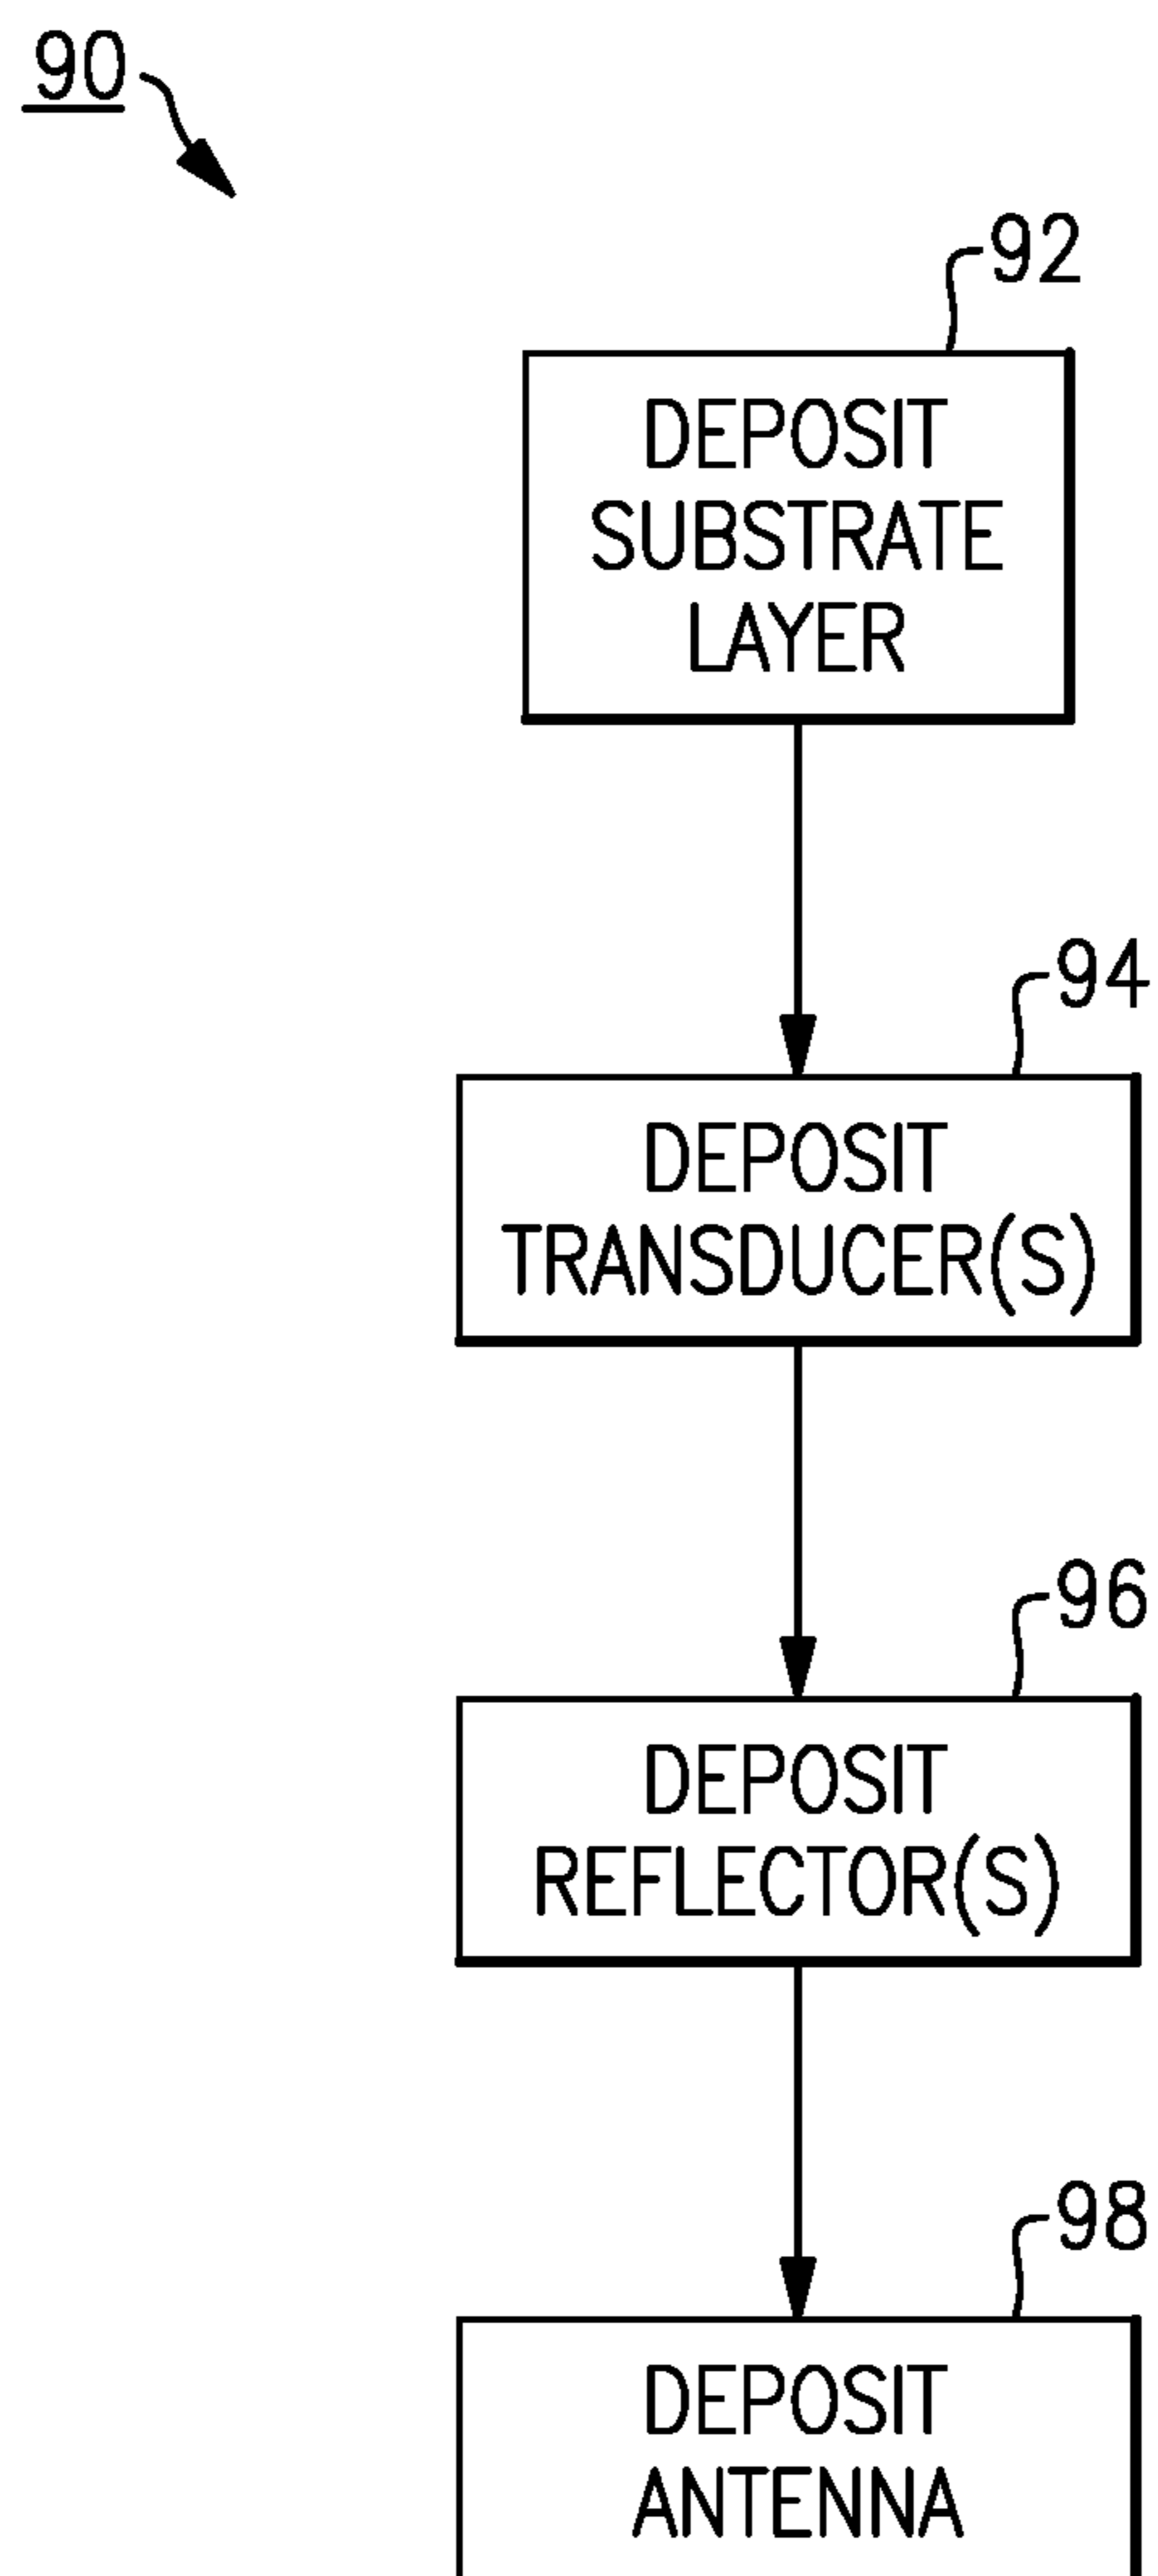 90
92
DEPOSIT
SUBSTRATE
LAYER
94
DEPOSIT
TRANSDUCER(S)
96
DEPOSIT
REFLECTOR(S)
98
DEPOSIT
ANTENNA